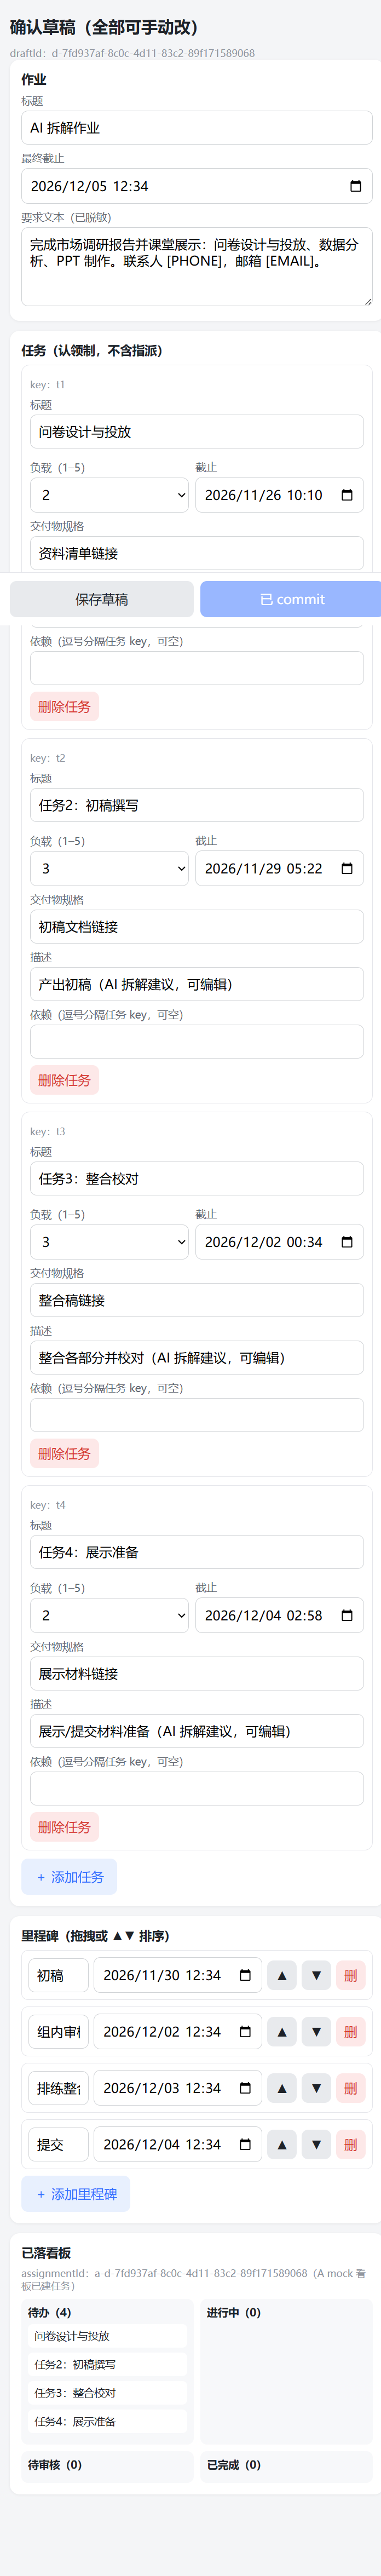 确认草稿（全部可手动改）
draftId：d-7fd937af-8c0c-4d11-83c2-89f171589068
作业
标题
AI 拆解作业
最终截止
2026/12/05 12:34
要求文本（已脱敏）
完成市场调研报告并课堂展示：问卷设计与投放、数据分
析、PPT 制作。联系人 [PHONE]，邮箱 [EMAIL]。
任务（认领制，不含指派）
key：t1
标题
问卷设计与投放
负载（1–5） 截止
2 2026/11/26 10:10
交付物规格
资料清单链接
保存草稿 已 commit
依赖（逗号分隔任务 key，可空）
删除任务
key：t2
标题
任务2：初稿撰写
负载（1–5） 截止
3 2026/11/29 05:22
交付物规格
初稿文档链接
描述
产出初稿（AI 拆解建议，可编辑）
依赖（逗号分隔任务 key，可空）
删除任务
key：t3
标题
任务3：整合校对
负载（1–5） 截止
3 2026/12/02 00:34
交付物规格
整合稿链接
描述
整合各部分并校对（AI 拆解建议，可编辑）
依赖（逗号分隔任务 key，可空）
删除任务
key：t4
标题
任务4：展示准备
负载（1–5） 截止
2 2026/12/04 02:58
交付物规格
展示材料链接
描述
展示/提交材料准备（AI 拆解建议，可编辑）
依赖（逗号分隔任务 key，可空）
删除任务
＋ 添加任务
里程碑（拖拽或 ▲▼ 排序）
初稿 2026/11/30 12:34 ▲ ▼ 删
组内审 2026/12/02 12:34 ▲ ▼ 删
排练整 2026/12/03 12:34 ▲ ▼ 删
提交 2026/12/04 12:34 ▲ ▼ 删
＋ 添加里程碑
已落看板
assignmentId：a-d-7fd937af-8c0c-4d11-83c2-89f171589068（A mock 看
板已建任务）
待办（4） 进行中（0）
问卷设计与投放
任务2：初稿撰写
任务3：整合校对
任务4：展示准备
待审核（0） 已完成（0）